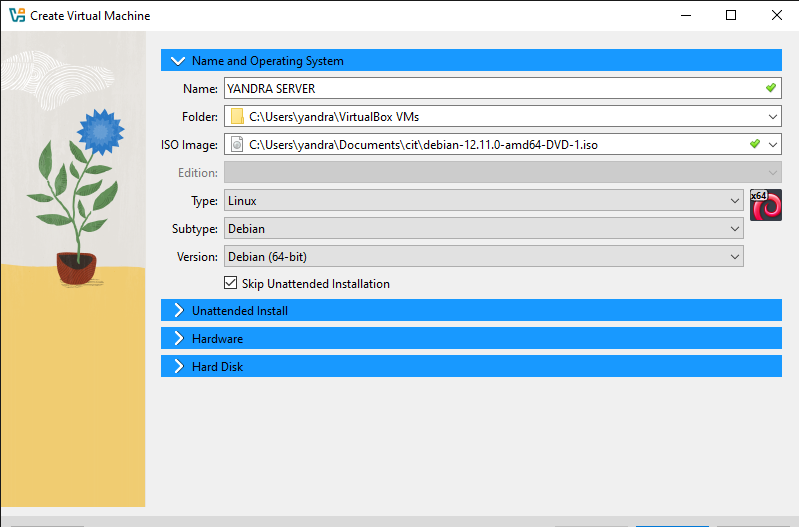 Create Virtual Machine
Name and Operating System
Name: YANDRA SERVER
Folder: C:\Users\yandra\VirtualBox VMs
ISO Image: C:\Users\yandra\Documents\cit\debian-12.11.0-amd64-DVD-1.iso
Edition:
Type: Linux
x64
Subtype: Debian
Version: Debian (64-bit)
Skip Unattended Installation
Unattended Install
Hardware
Hard Disk